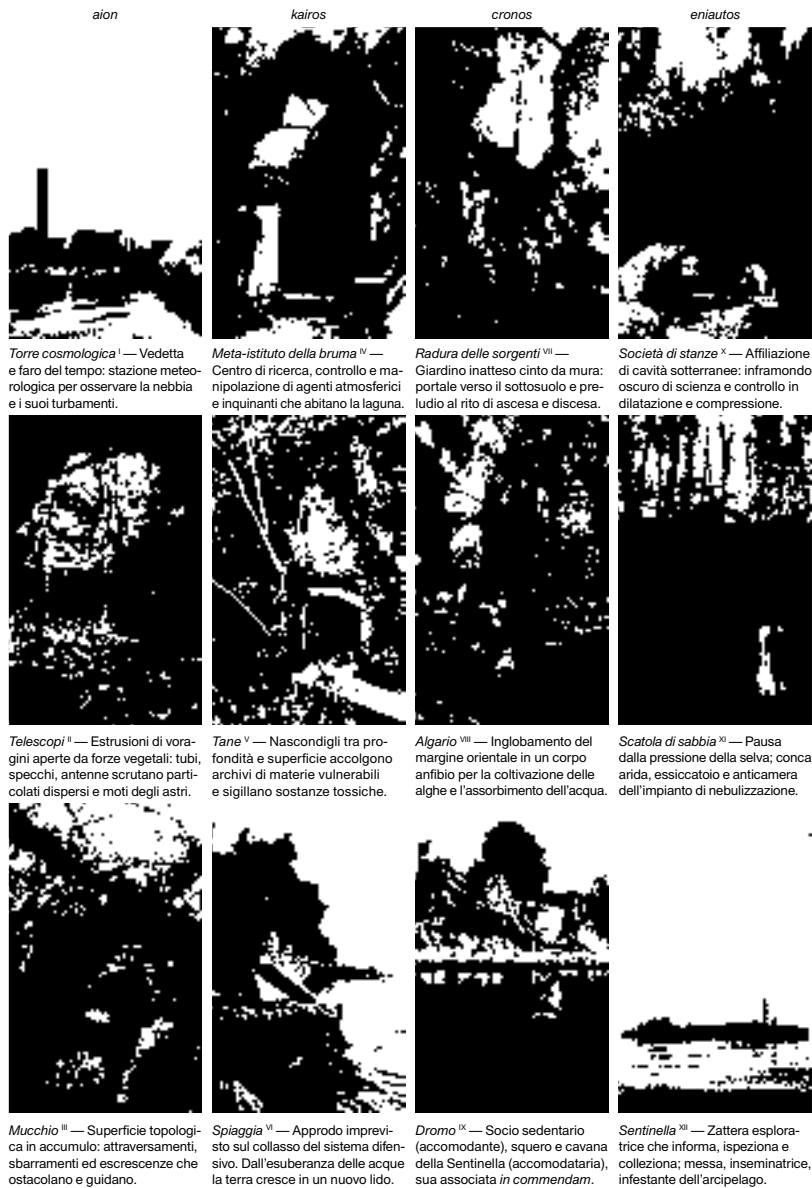 aion
kairos
cronos
eniautos
Torre cosmologica I — Vedetta
e faro del tempo: stazione meteo-
rologica per osservare la nebbia
e i suoi turbamenti.
Meta-istituto della bruma IV —
Centro di ricerca, controllo e ma-
nipolazione di agenti atmosferici
e inquinanti che abitano la laguna.
Radura delle sorgenti VII —
Giardino inatteso cinto da mura:
portale verso il sottosuolo e pre-
ludio al rito di ascesa e discesa.
Società di stanze X — Affiliazione
di cavità sotterranee: inframondo
oscuro di scienza e controllo in
dilatazione e compressione.
Telescopi II — Estrusioni di vora-
gini aperte da forze vegetali: tubi,
specchi, antenne scrutano parti-
colati dispersi e moti degli astri.
Tane V — Nascondigli tra pro-
fondità e superficie accolgono
archivi di materie vulnerabili
e sigillano sostanze tossiche.
Algario VIII — Inglobamento del
margine orientale in un corpo
anfibio per la coltivazione delle
alghe e l'assorbimento dell'acqua.
Scatola di sabbia XI — Pausa
dalla pressione della selva; conca
arida, essiccatoio e anticamera
dell'impianto di nebulizzazione.
Mucchio III — Superficie topologi-
ca in accumulo: attraversamenti,
sbarramenti ed escrescenze che
ostacolano e guidano.
Spiaggia VI — Approdo imprevi-
sto sul collasso del sistema difen-
sivo. Dall'esuberanza delle acque
la terra cresce in un nuovo lido.
Dromo IX — Socio sedentario
(accomodante), squero e cavana
della Sentinella (accomodataria),
sua associata in commendam.
Sentinella XII — Zattera esplora-
trice che informa, ispeziona e
colleziona; messa, inseminatrice,
infestante dell'arcipelago.